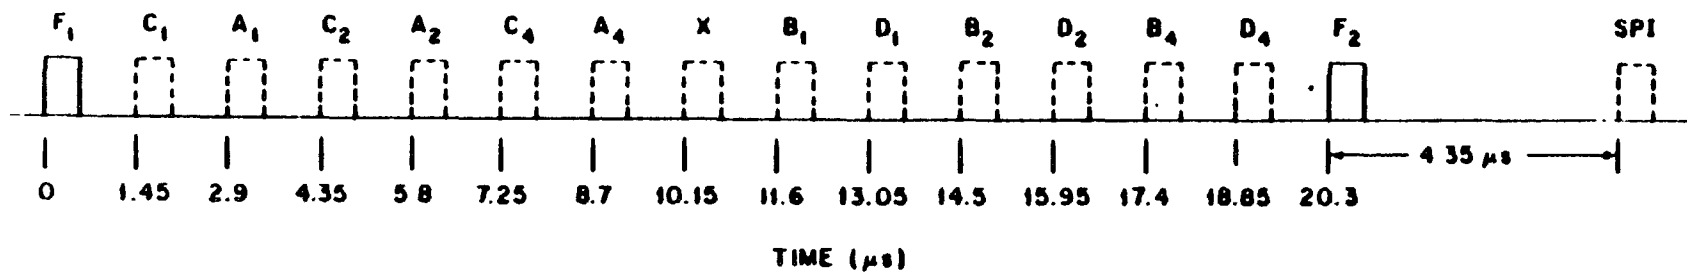 F₁ C₁ A₁ C₂ A₂ C₄ A₄ X B₁ D₁ B₂ D₂ B₄ D₄ F₂ SPI
4 35 μs
0 1.45 2.9 4.35 5 8 7.25 8.7 10.15 11.6 13.05 14.5 15.95 17.4 18.85 20.3
TIME (μs)